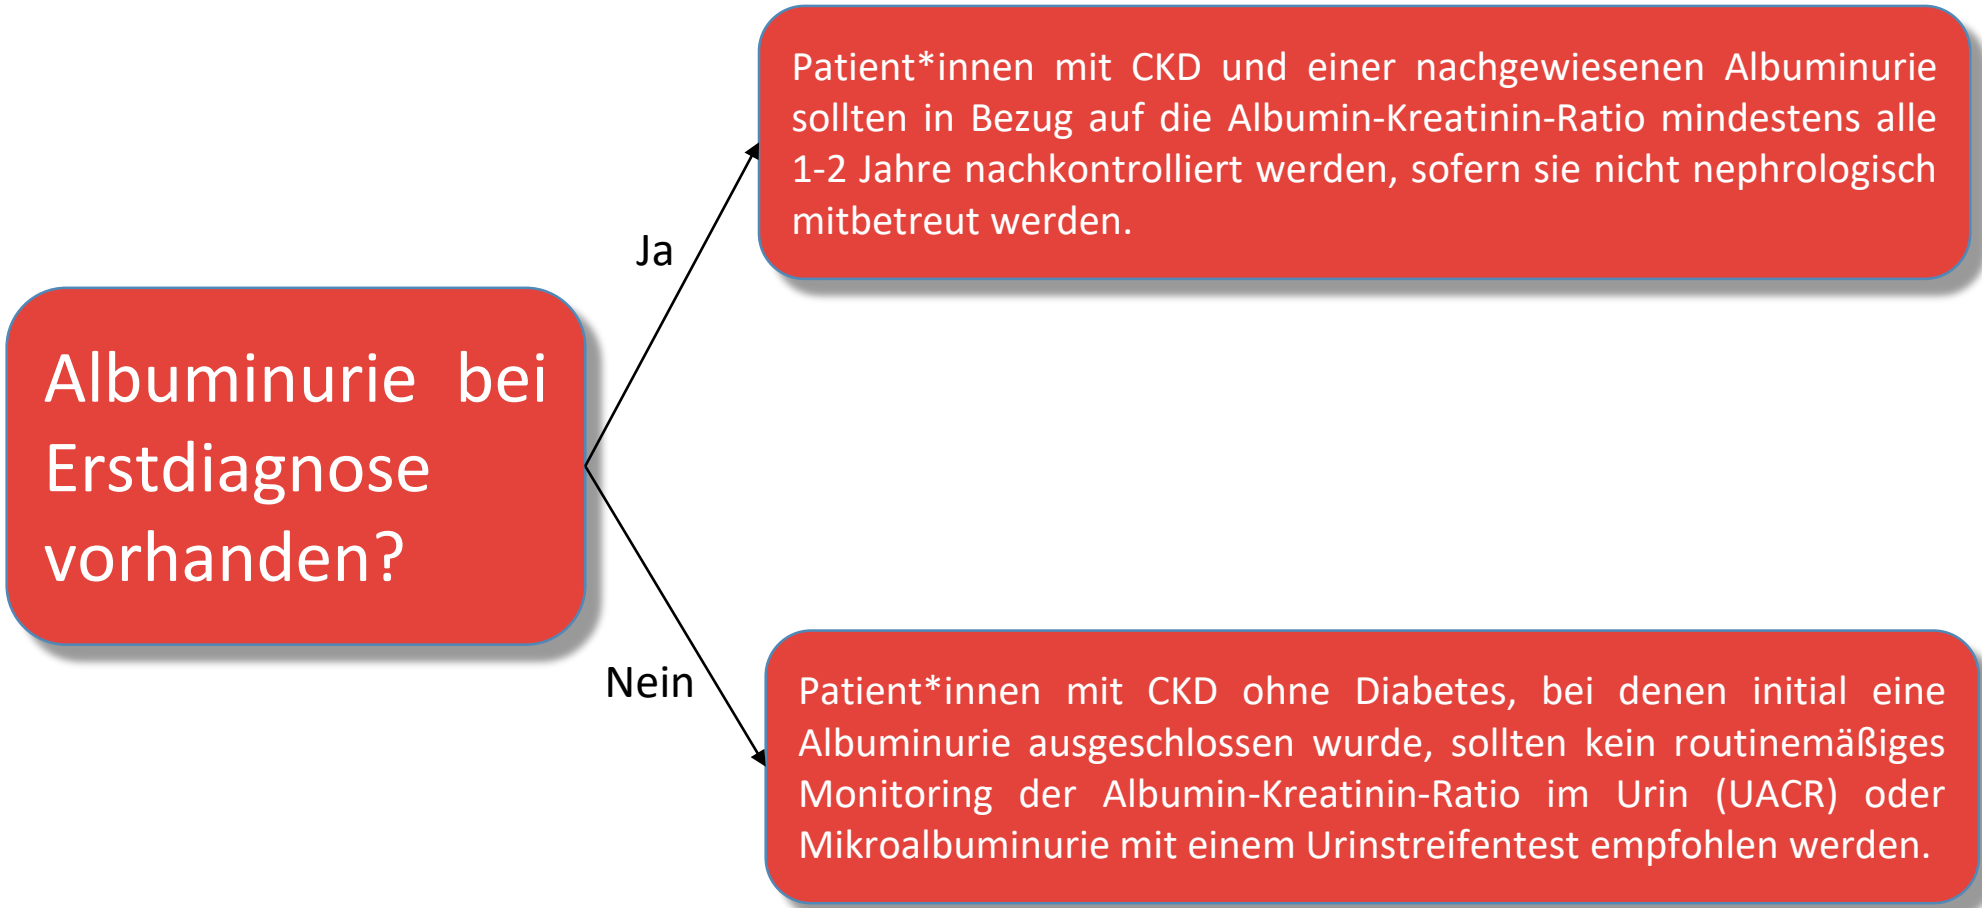 Patient*innen mit CKD und einer nachgewiesenen Albuminurie
sollten in Bezug auf die Albumin-Kreatinin-Ratio mindestens alle
1-2 Jahre nachkontrolliert werden, sofern sie nicht nephrologisch
mitbetreut werden.
Ja
Albuminurie bei
Erstdiagnose
vorhanden?
Nein
Patient*innen mit CKD ohne Diabetes, bei denen initial eine
Albuminurie ausgeschlossen wurde, sollten kein routinemäßiges
Monitoring der Albumin-Kreatinin-Ratio im Urin (UACR) oder
Mikroalbuminurie mit einem Urinstreifentest empfohlen werden.